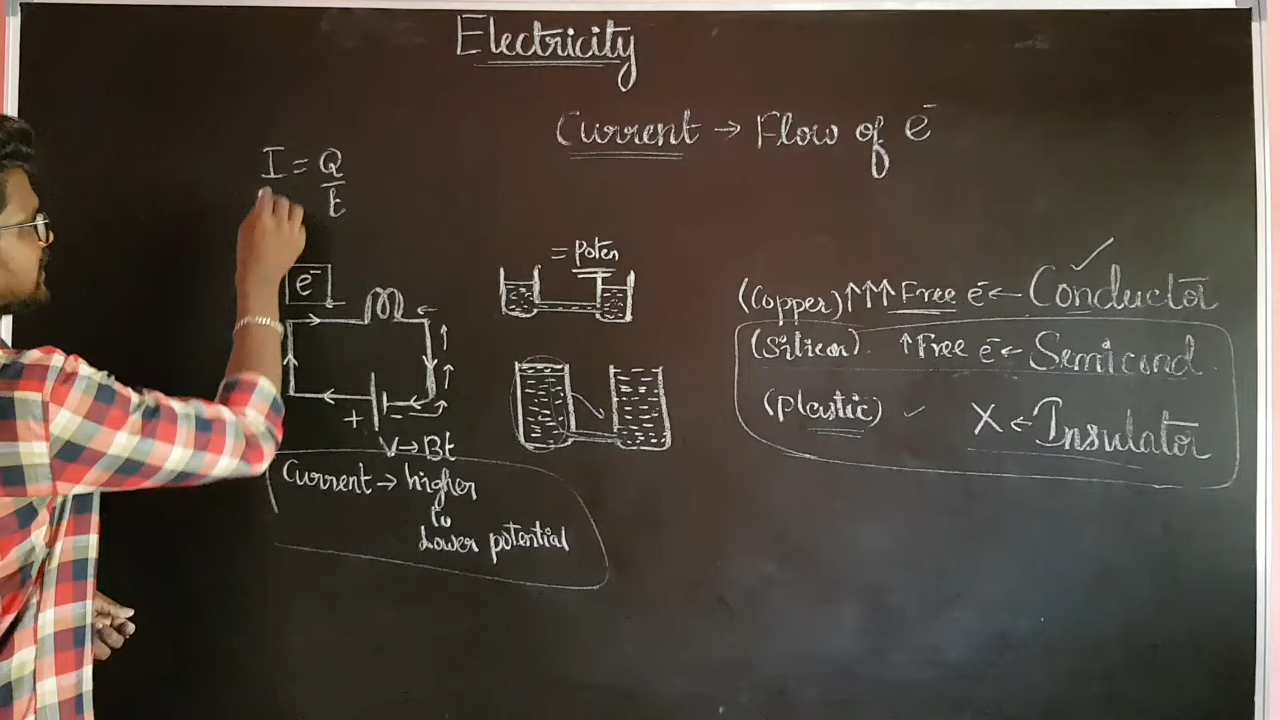 Electricity
Current → Flow of e⁻
I = Q
t
e⁻
= Poten
(Copper) ↑↑↑ Free e⁻ ← Conductor
(Silicon). ↑ Free e⁻ ← Semicond
(Plastic) ✓ X ← Insulator
+ -
V → Bt
Current → higher
to
Lower potential